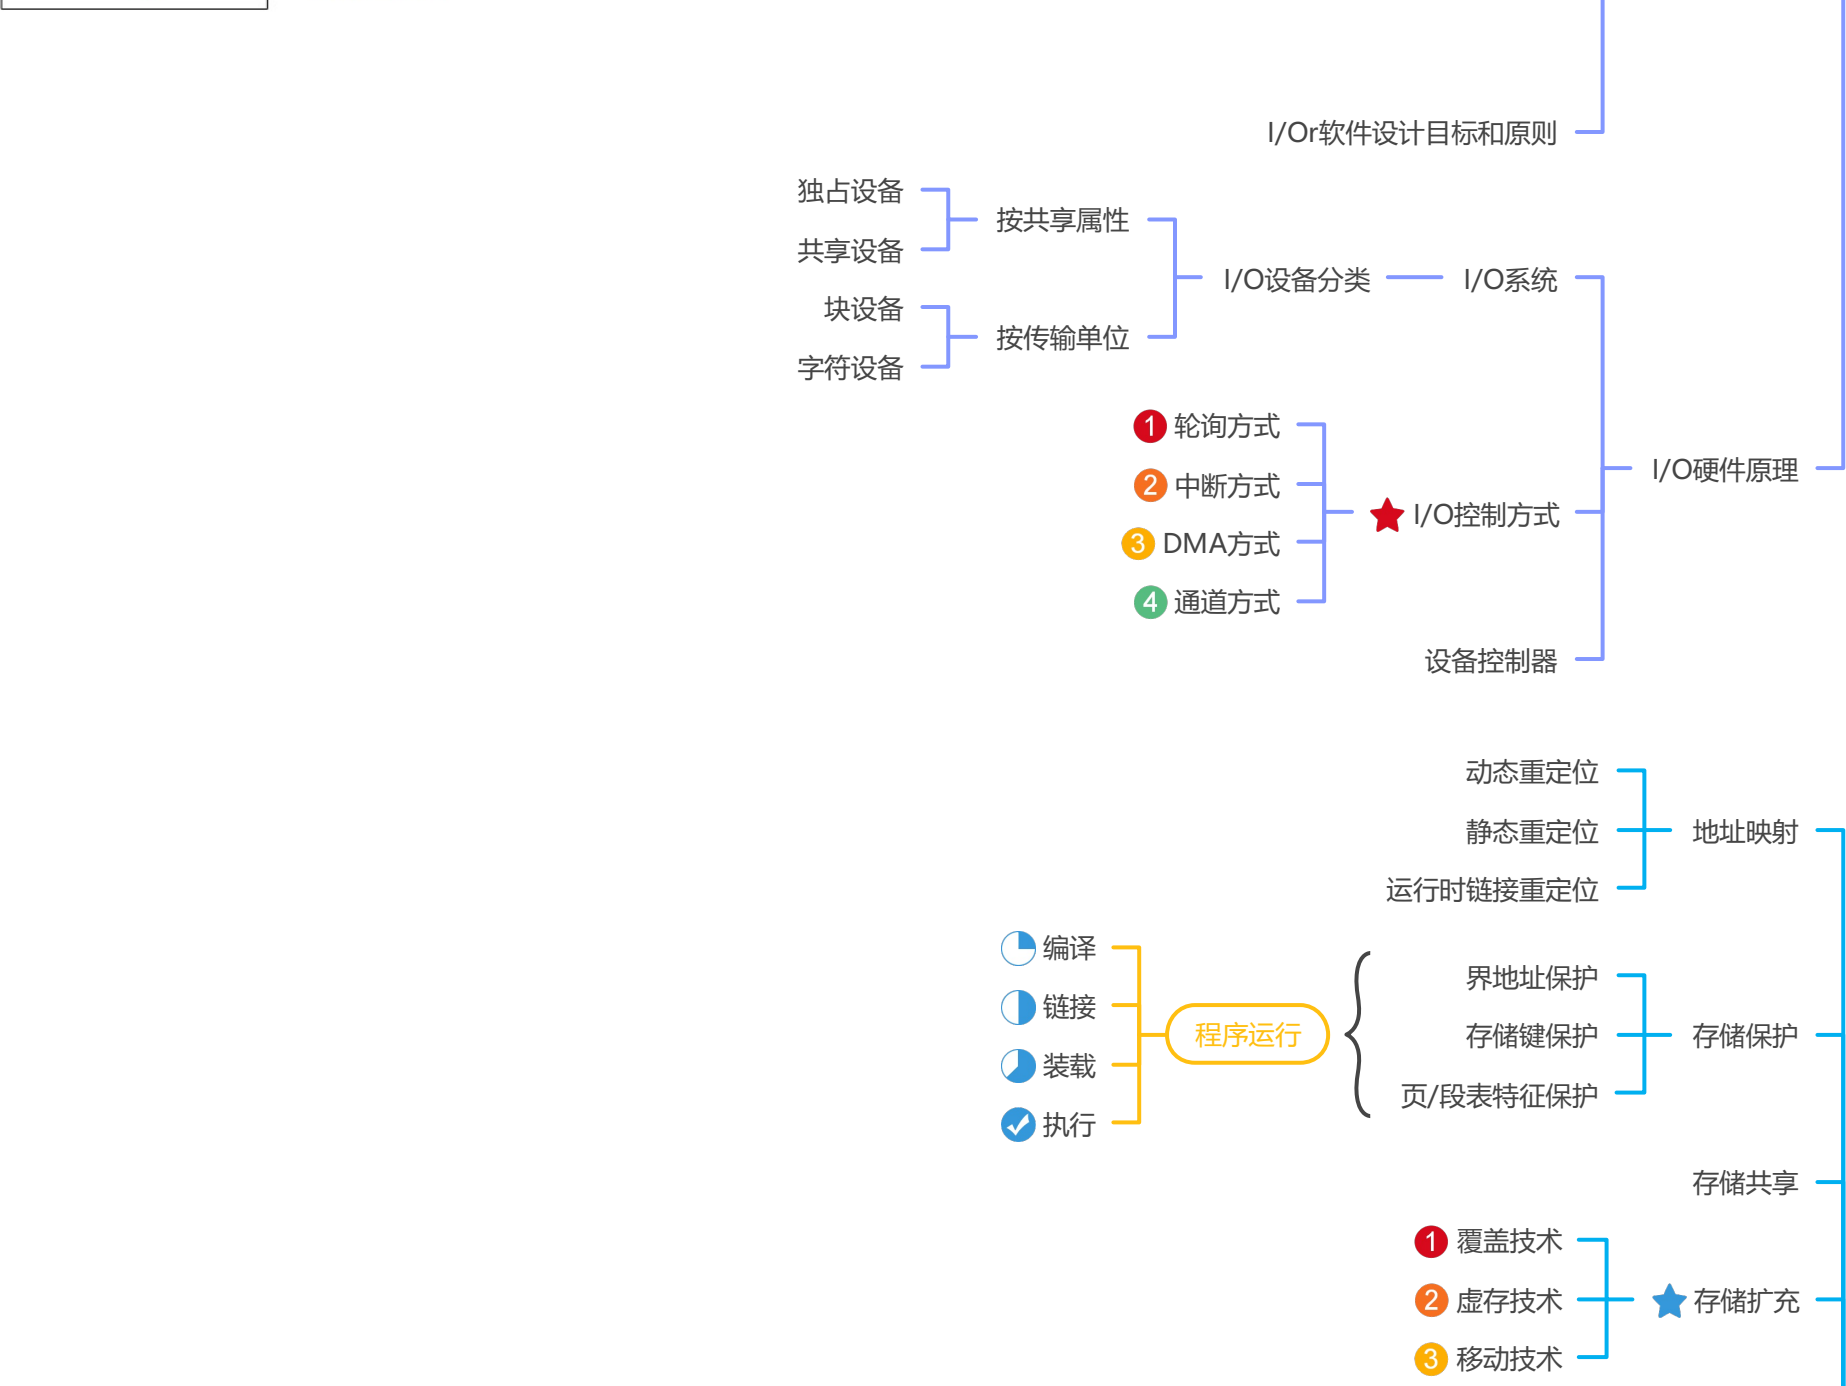 I/Or软件设计目标和原则
独占设备
按共享属性
共享设备
I/O设备分类
I/O系统
块设备
按传输单位
字符设备
1 轮询方式
2 中断方式
I/O硬件原理
I/O控制方式
3 DMA方式
4 通道方式
设备控制器
动态重定位
静态重定位
地址映射
运行时链接重定位
编译
界地址保护
链接
程序运行
存储键保护
存储保护
装载
页/段表特征保护
执行
存储共享
1 覆盖技术
2 虚存技术
存储扩充
3 移动技术